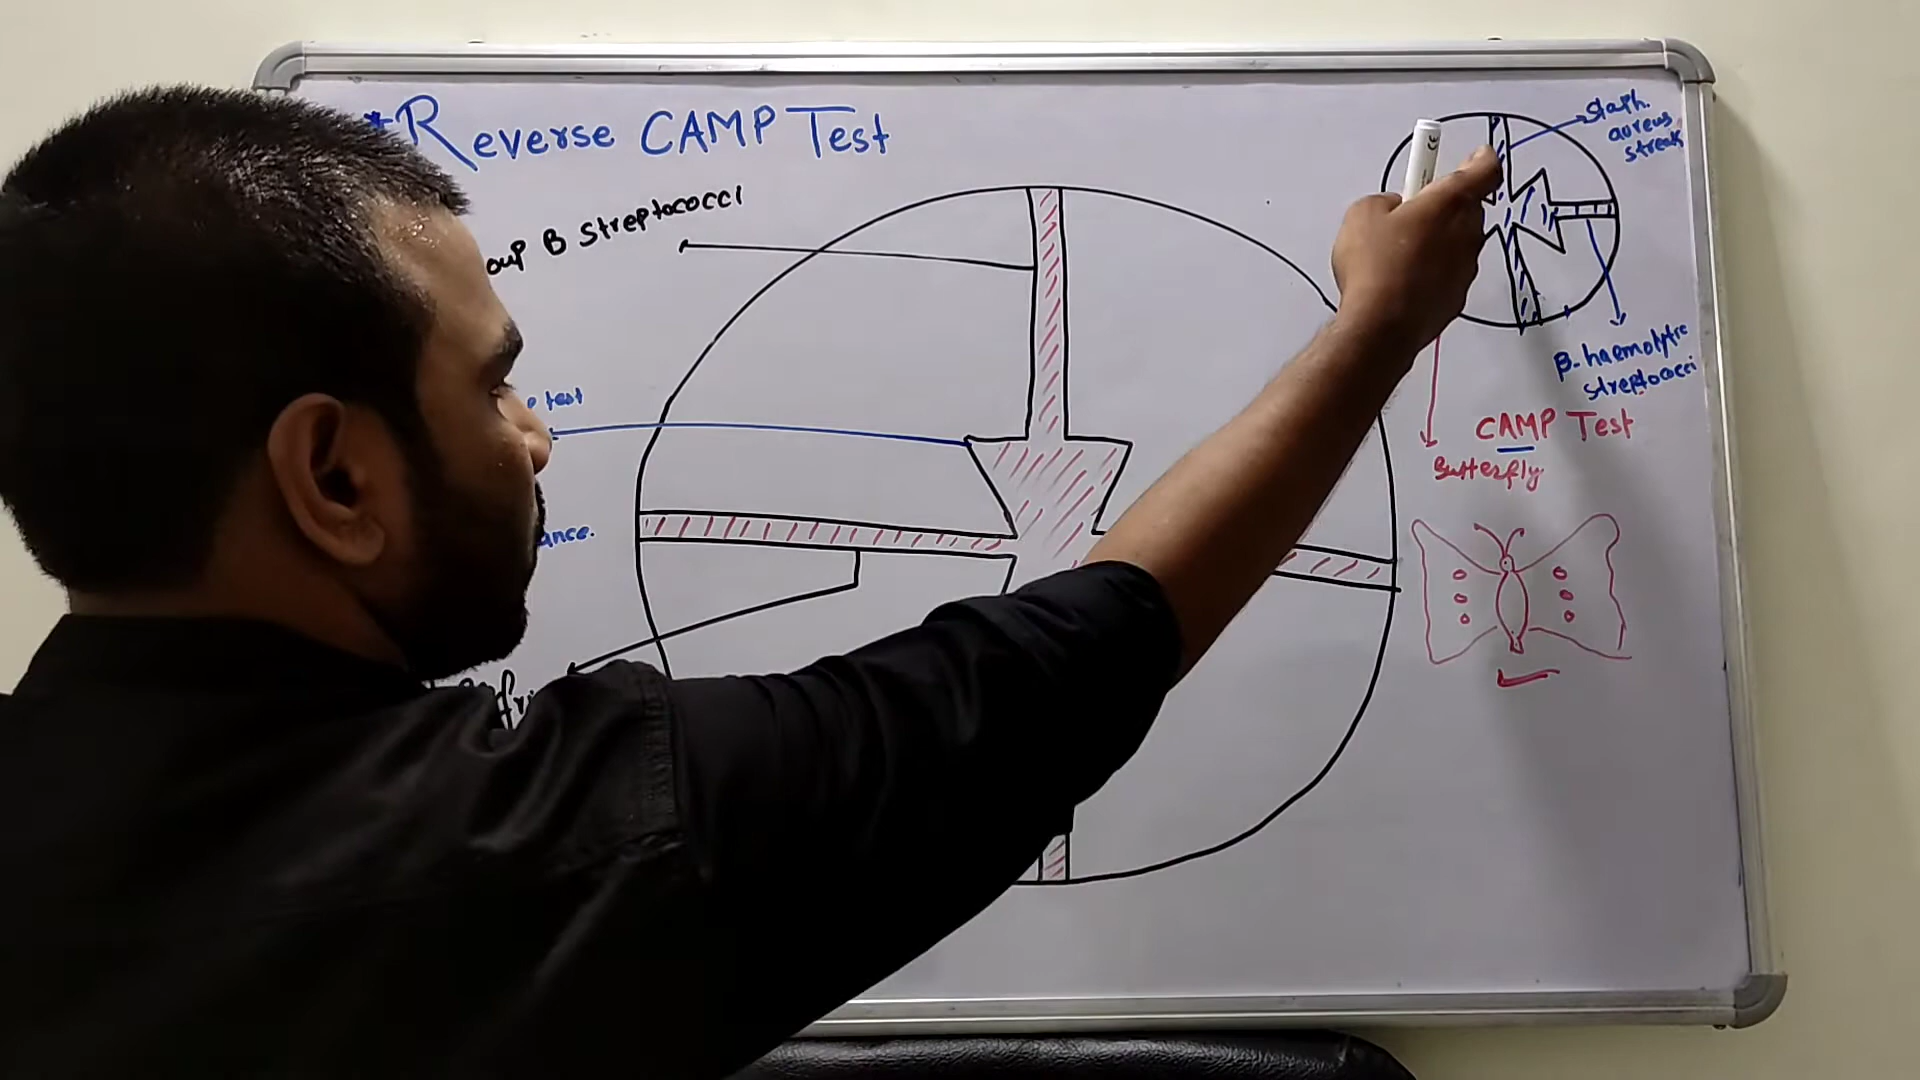 *Reverse CAMP Test
oup B Streptococci
test
ance.
Staph.
aureus
streak
β-haemolytic
streptococci
CAMP Test
Butterfly